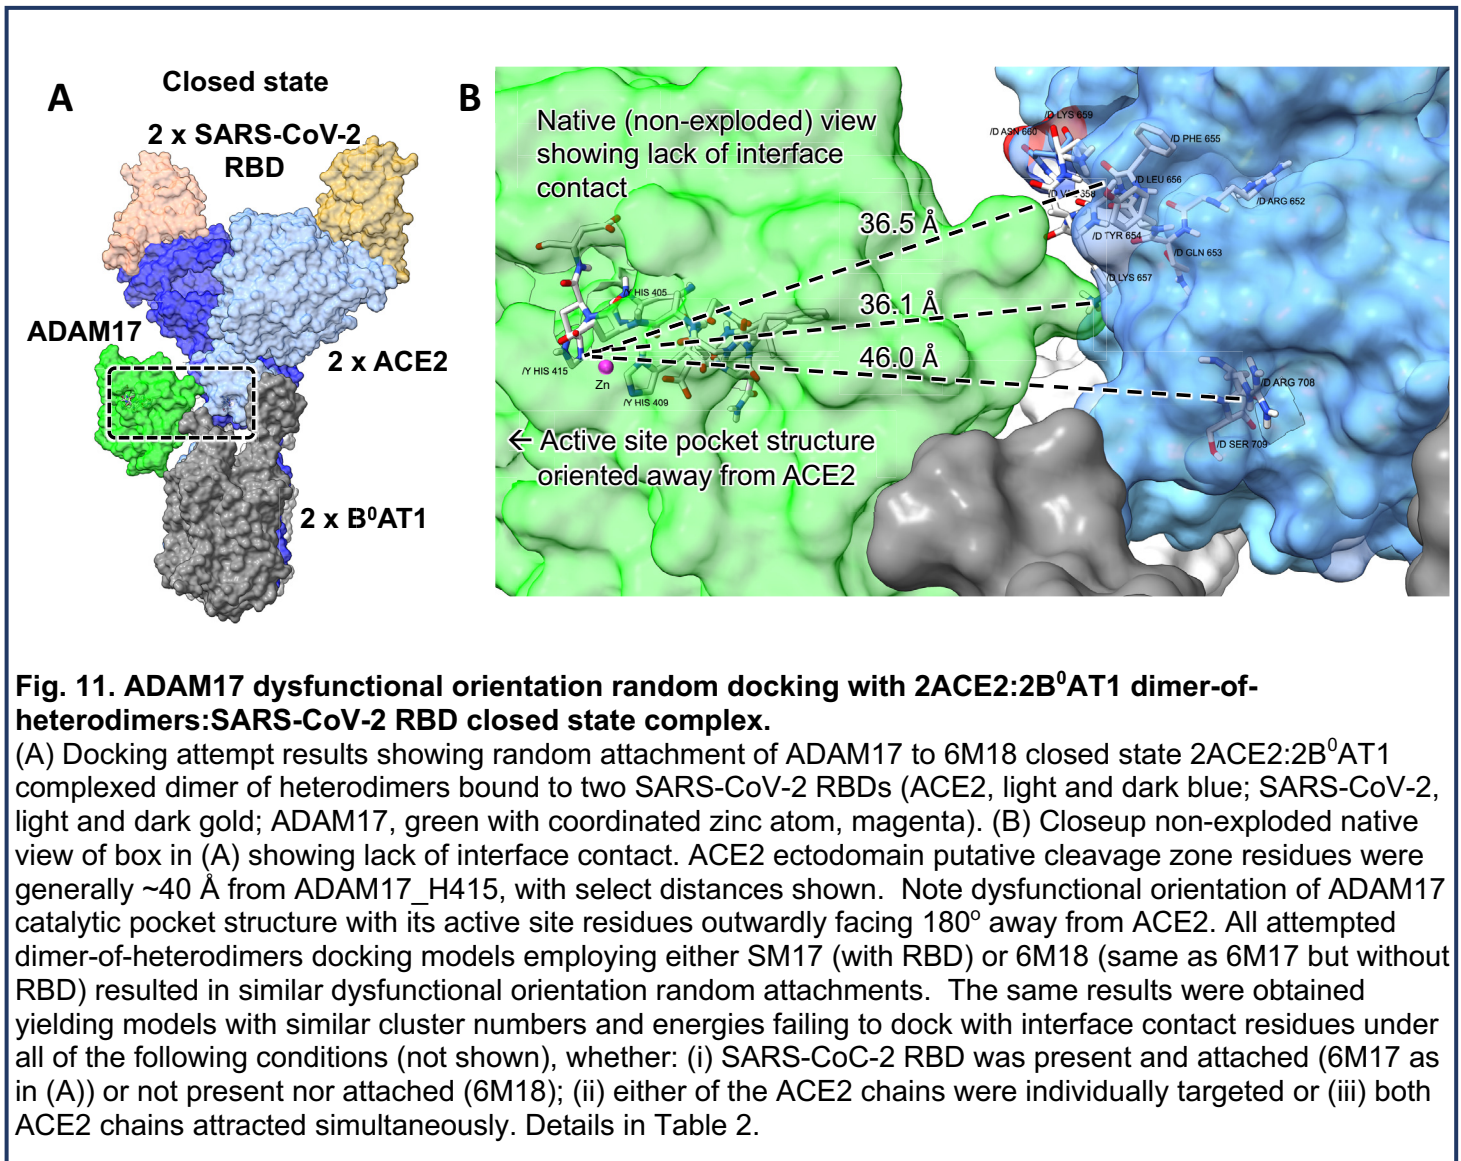 A
Closed state
2 x SARS-CoV-2
RBD
ADAM17
2 x ACE2
2 x B⁰AT1
B
Native (non-exploded) view
showing lack of interface
contact
36.5 Å
36.1 Å
46.0 Å
/D LYS 659
/D ASN 660
/D PHE 655
/D LEU 656
/D ARG 652
/D TYR 654
/D GLN 653
/D LYS 657
/Y HIS 405
/Y HIS 415
Zn
/Y HIS 409
/D ARG 708
/D SER 709
← Active site pocket structure
oriented away from ACE2
Fig. 11. ADAM17 dysfunctional orientation random docking with 2ACE2:2B⁰AT1 dimer-of-
heterodimers:SARS-CoV-2 RBD closed state complex.
(A) Docking attempt results showing random attachment of ADAM17 to 6M18 closed state 2ACE2:2B⁰AT1
complexed dimer of heterodimers bound to two SARS-CoV-2 RBDs (ACE2, light and dark blue; SARS-CoV-2,
light and dark gold; ADAM17, green with coordinated zinc atom, magenta). (B) Closeup non-exploded native
view of box in (A) showing lack of interface contact. ACE2 ectodomain putative cleavage zone residues were
generally ~40 Å from ADAM17_H415, with select distances shown.  Note dysfunctional orientation of ADAM17
catalytic pocket structure with its active site residues outwardly facing 180º away from ACE2. All attempted
dimer-of-heterodimers docking models employing either SM17 (with RBD) or 6M18 (same as 6M17 but without
RBD) resulted in similar dysfunctional orientation random attachments.  The same results were obtained
yielding models with similar cluster numbers and energies failing to dock with interface contact residues under
all of the following conditions (not shown), whether: (i) SARS-CoC-2 RBD was present and attached (6M17 as
in (A)) or not present nor attached (6M18); (ii) either of the ACE2 chains were individually targeted or (iii) both
ACE2 chains attracted simultaneously. Details in Table 2.